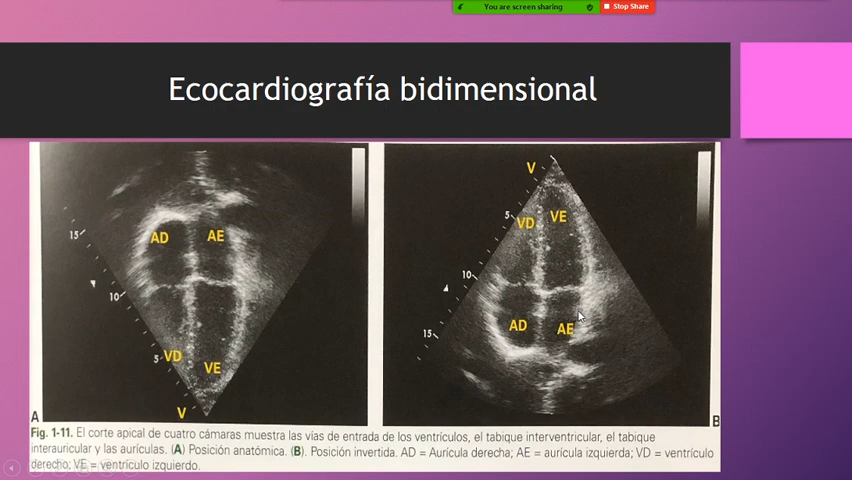 You are screen sharing
Stop Share
Ecocardiografía bidimensional
AD
AE
15
10
VD
5
VE
V
A
V
5
VD
VE
10
AD
AE
15
B
Fig. 1-11. El corte apical de cuatro cámaras muestra las vías de entrada de los ventrículos, el tabique interventricular, el tabique
interauricular y las aurículas. (A) Posición anatómica. (B). Posición invertida. AD = Aurícula derecha; AE = aurícula izquierda; VD = ventrículo
derecho; VE = ventrículo izquierdo.